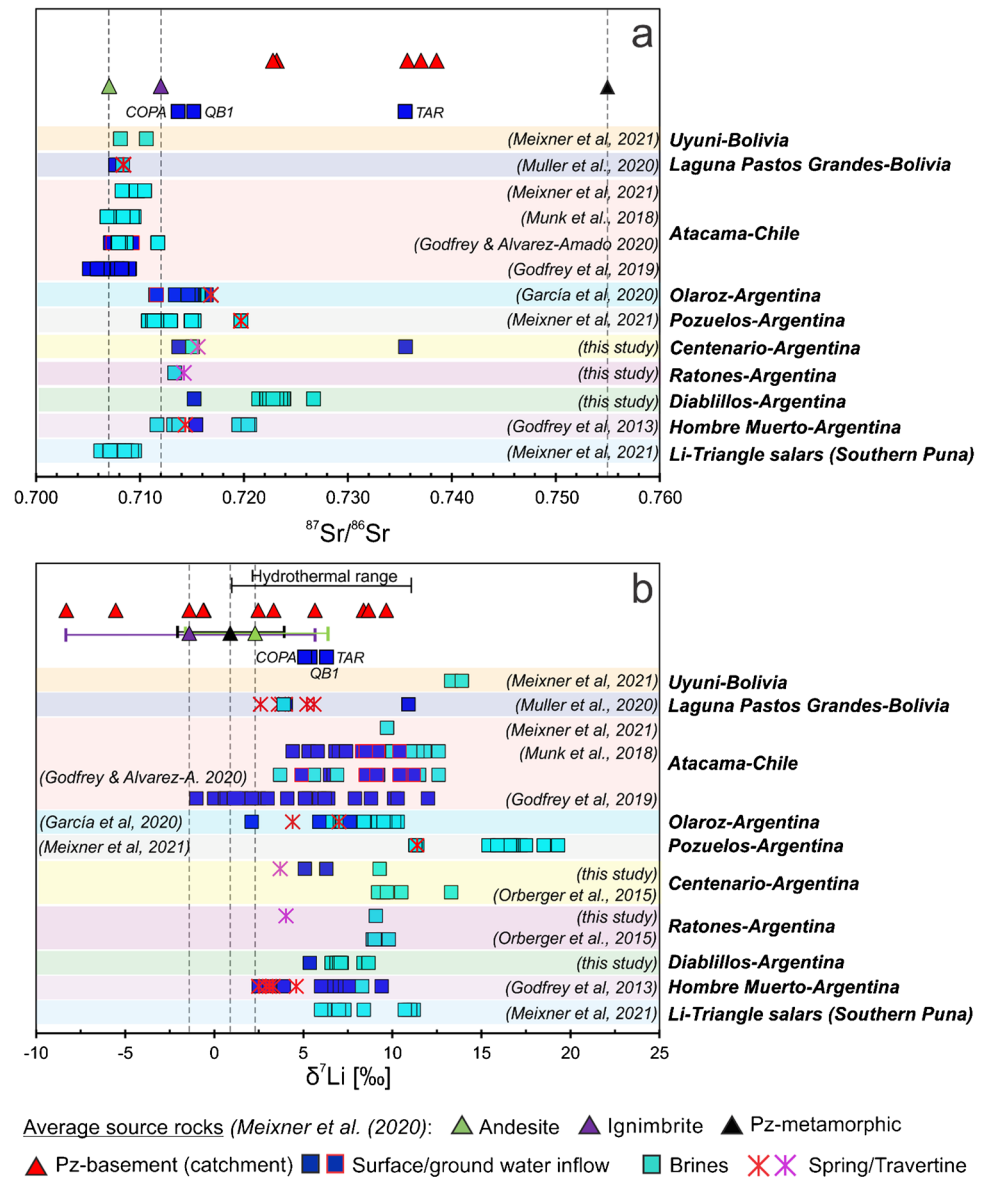 a
COPA QB1 TAR
(Meixner et al, 2021) Uyuni-Bolivia
(Muller et al., 2020) Laguna Pastos Grandes-Bolivia
(Meixner et al, 2021)
(Munk et al., 2018)
Atacama-Chile
(Godfrey & Alvarez-Amado 2020)
(Godfrey et al, 2019)
(García et al, 2020) Olaroz-Argentina
(Meixner et al, 2021) Pozuelos-Argentina
(this study) Centenario-Argentina
(this study) Ratones-Argentina
(this study) Diablillos-Argentina
(Godfrey et al, 2013) Hombre Muerto-Argentina
(Meixner et al, 2021) Li-Triangle salars (Southern Puna)
0.700 0.710 0.720 0.730 0.740 0.750 0.760
⁸⁷Sr/⁸⁶Sr
b
Hydrothermal range
COPA TAR
QB1
(Meixner et al, 2021) Uyuni-Bolivia
(Muller et al., 2020) Laguna Pastos Grandes-Bolivia
(Meixner et al, 2021)
(Munk et al., 2018)
Atacama-Chile
(Godfrey & Alvarez-A. 2020)
(Godfrey et al, 2019)
(García et al, 2020) Olaroz-Argentina
(Meixner et al, 2021) Pozuelos-Argentina
(this study)
Centenario-Argentina
(Orberger et al., 2015)
(this study)
Ratones-Argentina
(Orberger et al., 2015)
(this study) Diablillos-Argentina
(Godfrey et al, 2013) Hombre Muerto-Argentina
(Meixner et al, 2021) Li-Triangle salars (Southern Puna)
-10 -5 0 5 10 15 20 25
δ⁷Li [‰]
Average source rocks (Meixner et al. (2020): Andesite Ignimbrite Pz-metamorphic
Pz-basement (catchment) Surface/ground water inflow Brines Spring/Travertine